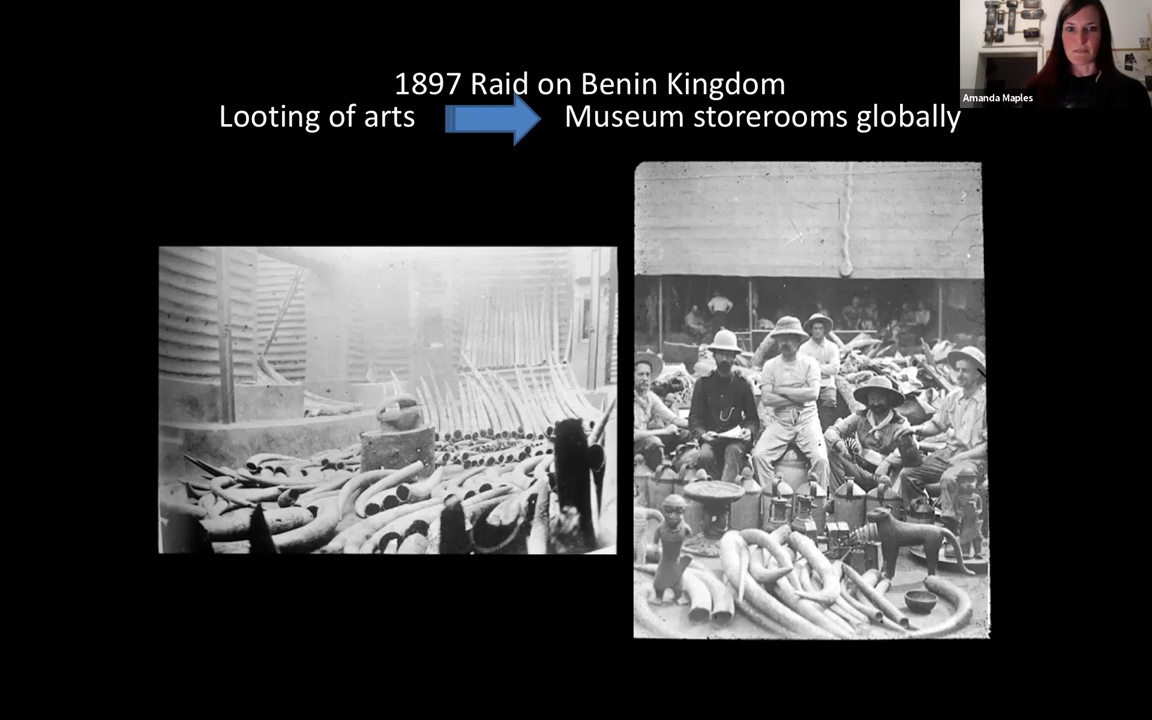 1897 Raid on Benin Kingdom
Looting of arts Museum storerooms globally
Amanda Maples